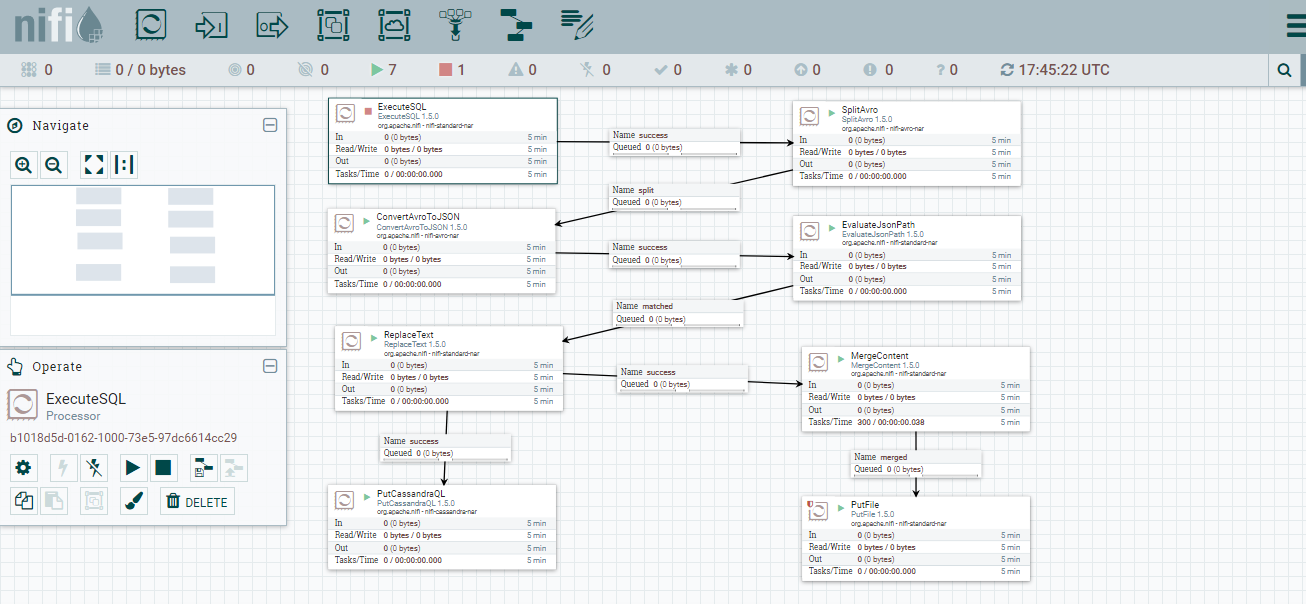 nifi
0
0 / 0 bytes
0
0
7
1
0
0
0
0
0
0
? 0
17:45:22 UTC
Navigate
Operate
ExecuteSQL
Processor
b1018d5d-0162-1000-73e5-97dc6614cc29
DELETE
ExecuteSQL
ExecuteSQL 1.5.0
org.apache.nifi - nifi-standard-nar
In 0 (0 bytes) 5 min
Read/Write 0 bytes / 0 bytes 5 min
Out 0 (0 bytes) 5 min
Tasks/Time 0 / 00:00:00.000 5 min
Name success
Queued 0 (0 bytes)
SplitAvro
SplitAvro 1.5.0
org.apache.nifi - nifi-avro-nar
In 0 (0 bytes) 5 min
Read/Write 0 bytes / 0 bytes 5 min
Out 0 (0 bytes) 5 min
Tasks/Time 0 / 00:00:00.000 5 min
Name split
Queued 0 (0 bytes)
ConvertAvroToJSON
ConvertAvroToJSON 1.5.0
org.apache.nifi - nifi-avro-nar
In 0 (0 bytes) 5 min
Read/Write 0 bytes / 0 bytes 5 min
Out 0 (0 bytes) 5 min
Tasks/Time 0 / 00:00:00.000 5 min
Name success
Queued 0 (0 bytes)
EvaluateJsonPath
EvaluateJsonPath 1.5.0
org.apache.nifi - nifi-standard-nar
In 0 (0 bytes) 5 min
Read/Write 0 bytes / 0 bytes 5 min
Out 0 (0 bytes) 5 min
Tasks/Time 0 / 00:00:00.000 5 min
Name matched
Queued 0 (0 bytes)
ReplaceText
ReplaceText 1.5.0
org.apache.nifi - nifi-standard-nar
In 0 (0 bytes) 5 min
Read/Write 0 bytes / 0 bytes 5 min
Out 0 (0 bytes) 5 min
Tasks/Time 0 / 00:00:00.000 5 min
Name success
Queued 0 (0 bytes)
MergeContent
MergeContent 1.5.0
org.apache.nifi - nifi-standard-nar
In 0 (0 bytes) 5 min
Read/Write 0 bytes / 0 bytes 5 min
Out 0 (0 bytes) 5 min
Tasks/Time 300 / 00:00:00.038 5 min
Name success
Queued 0 (0 bytes)
Name merged
Queued 0 (0 bytes)
PutCassandraQL
PutCassandraQL 1.5.0
org.apache.nifi - nifi-cassandra-nar
In 0 (0 bytes) 5 min
Read/Write 0 bytes / 0 bytes 5 min
Out 0 (0 bytes) 5 min
Tasks/Time 0 / 00:00:00.000 5 min
PutFile
PutFile 1.5.0
org.apache.nifi - nifi-standard-nar
In 0 (0 bytes) 5 min
Read/Write 0 bytes / 0 bytes 5 min
Out 0 (0 bytes) 5 min
Tasks/Time 0 / 00:00:00.000 5 min